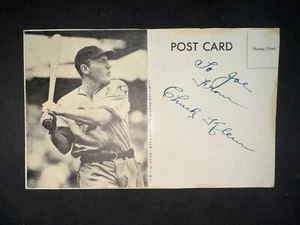 POST CARD
Stamp Here
To Joe
From
Chuck Klein